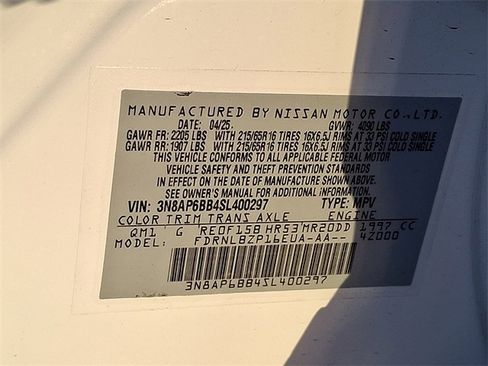 MANUFACTURED BY NISSAN MOTOR CO., LTD.
DATE: 04/25 GVWR: 4090 LBS
GAWR FR: 2205 LBS WITH 215/65R16 TIRES 16X6.5J RIMS AT 33 PSI COLD SINGLE
GAWR RR: 1907 LBS WITH 215/65R16 TIRES 16X6.5J RIMS AT 33 PSI COLD SINGLE
THIS VEHICLE CONFORMS TO ALL APPLICABLE FEDERAL MOTOR
VEHICLE SAFETY AND THEFT PREVENTION STANDARDS
IN EFFECT ON THE DATE OF MANUFACTURE SHOWN ABOVE.
SEE OWNER'S MANUAL FOR ADDITIONAL INFORMATION.
VIN: 3N8AP6BB4SL400297 TYPE: MPV
COLOR TRIM TRANS AXLE ENGINE
QM1 G RE0F15B HR53 MR20DD 1997 CC
MODEL: FDRNLBZP16EUA-AA-- 4Z000
3N8AP6BB4SL400297